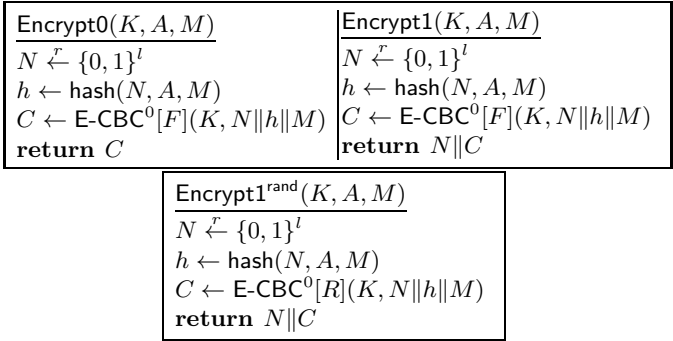 Encrypt0(K, A, M)
N ←r {0, 1}^l
h ← hash(N, A, M)
C ← E-CBC^0[F](K, N‖h‖M)
return C
Encrypt1(K, A, M)
N ←r {0, 1}^l
h ← hash(N, A, M)
C ← E-CBC^0[F](K, N‖h‖M)
return N‖C
Encrypt1^rand(K, A, M)
N ←r {0, 1}^l
h ← hash(N, A, M)
C ← E-CBC^0[R](K, N‖h‖M)
return N‖C